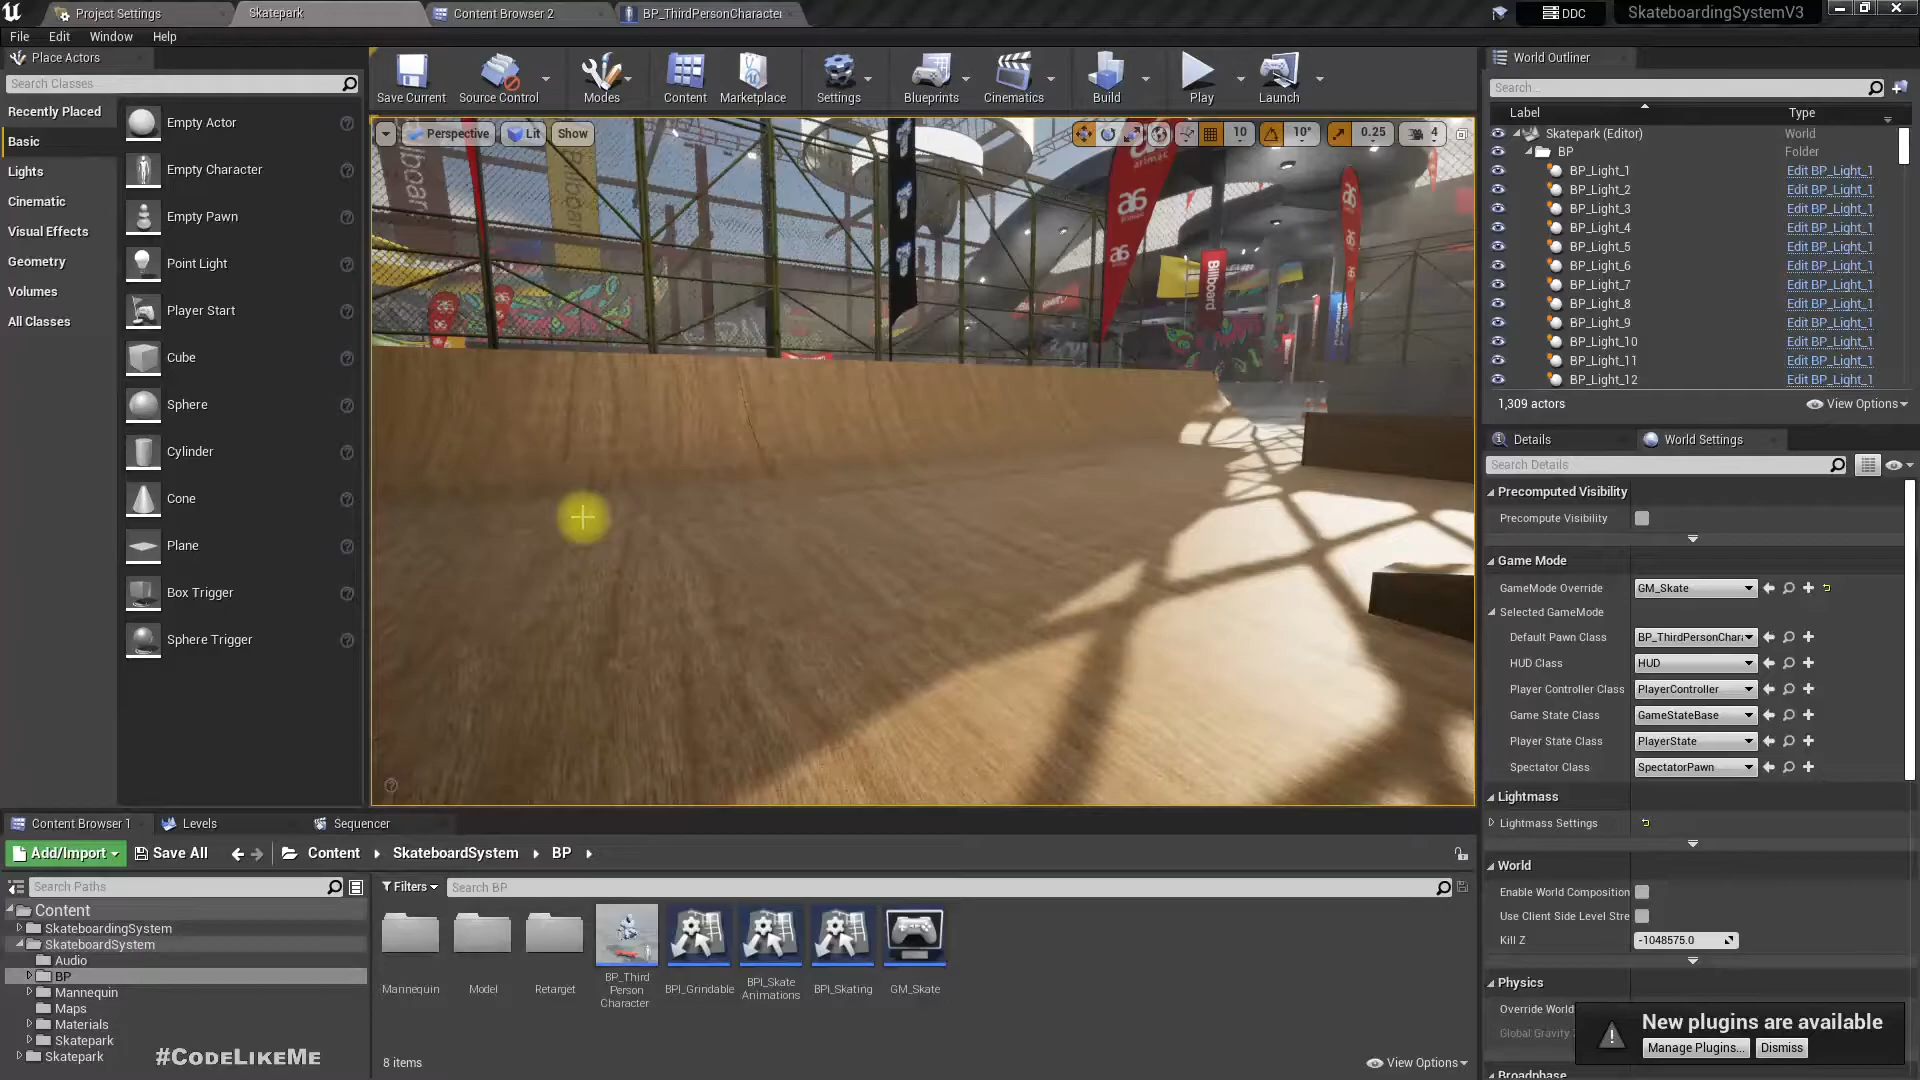 Project Settings
Skatepark
Content Browser 2
BP_ThirdPersonCharacter
DDC
SkateboardingSystemV3
File Edit Window Help
Place Actors
Search Classes
Recently Placed
Basic
Lights
Cinematic
Visual Effects
Geometry
Volumes
All Classes
Empty Actor
Empty Character
Empty Pawn
Point Light
Player Start
Cube
Sphere
Cylinder
Cone
Plane
Box Trigger
Sphere Trigger
Save Current Source Control Modes Content Marketplace Settings Blueprints Cinematics Build Play Launch
Perspective Lit Show
10 10° 0.25 4
Billboard
a6
arimac
a6
Billboard
World Outliner
Search...
Label Type
Skatepark (Editor) World
BP Folder
BP_Light_1 Edit BP_Light_1
BP_Light_2 Edit BP_Light_1
BP_Light_3 Edit BP_Light_1
BP_Light_4 Edit BP_Light_1
BP_Light_5 Edit BP_Light_1
BP_Light_6 Edit BP_Light_1
BP_Light_7 Edit BP_Light_1
BP_Light_8 Edit BP_Light_1
BP_Light_9 Edit BP_Light_1
BP_Light_10 Edit BP_Light_1
BP_Light_11 Edit BP_Light_1
BP_Light_12 Edit BP_Light_1
1,309 actors View Options
Details World Settings
Search Details
Precomputed Visibility
Precompute Visibility
Game Mode
GameMode Override GM_Skate
Selected GameMode
Default Pawn Class BP_ThirdPersonChar
HUD Class HUD
Player Controller Class PlayerController
Game State Class GameStateBase
Player State Class PlayerState
Spectator Class SpectatorPawn
Lightmass
Lightmass Settings
World
Enable World Composition
Use Client Side Level Stre
Kill Z -1048575.0
Physics
Override World
Global Gravity
Broadphase
New plugins are available
Manage Plugins... Dismiss
Content Browser 1 Levels Sequencer
Add/Import Save All Content SkateboardSystem BP
Search Paths
Filters Search BP
Content
SkateboardingSystem
SkateboardSystem
Audio
BP
Mannequin
Maps
Materials
Skatepark
Skatepark
#CODELIKEME
Mannequin
Model
Retarget
BP_Third
Person
Character
BPI_Grindable
BPI_Skate
Animations
BPI_Skating
GM_Skate
8 items View Options